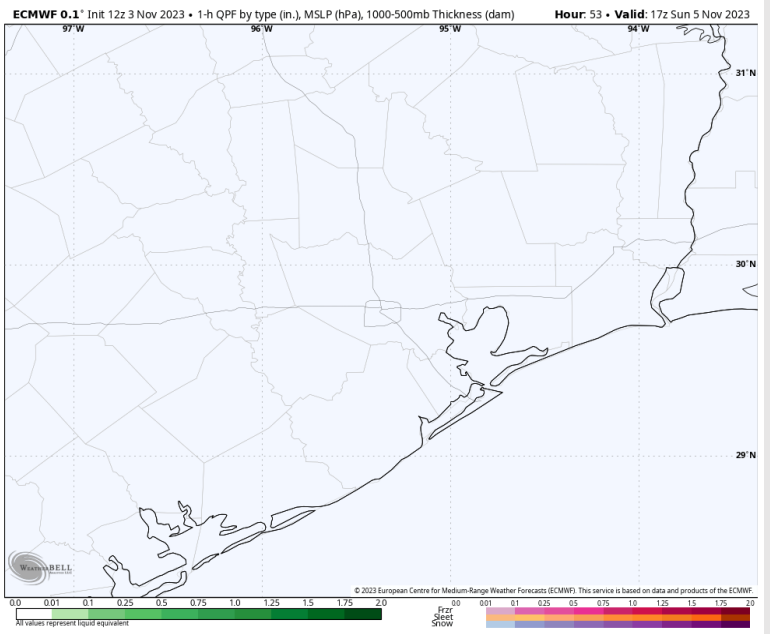 ECMWF 0.1° Init 12z 3 Nov 2023 • 1-h QPF by type (in.), MSLP (hPa), 1000-500mb Thickness (dam) Hour: 53 • Valid: 17z Sun 5 Nov 2023
97°W 96°W 95°W 94°W
31°N
30°N
29°N
WEATHERBELL
© 2023 European Centre for Medium-Range Weather Forecasts (ECMWF). This service is based on data and products of the ECMWF.
0.0 0.01 0.1 0.25 0.5 0.75 1.0 1.25 1.5 1.75 2.0 0.0 0.01 0.1 0.25 0.5 0.75 1.0 1.25 1.5 1.75 2.0
Frzr
Sleet
Snow
All values represent liquid equivalent